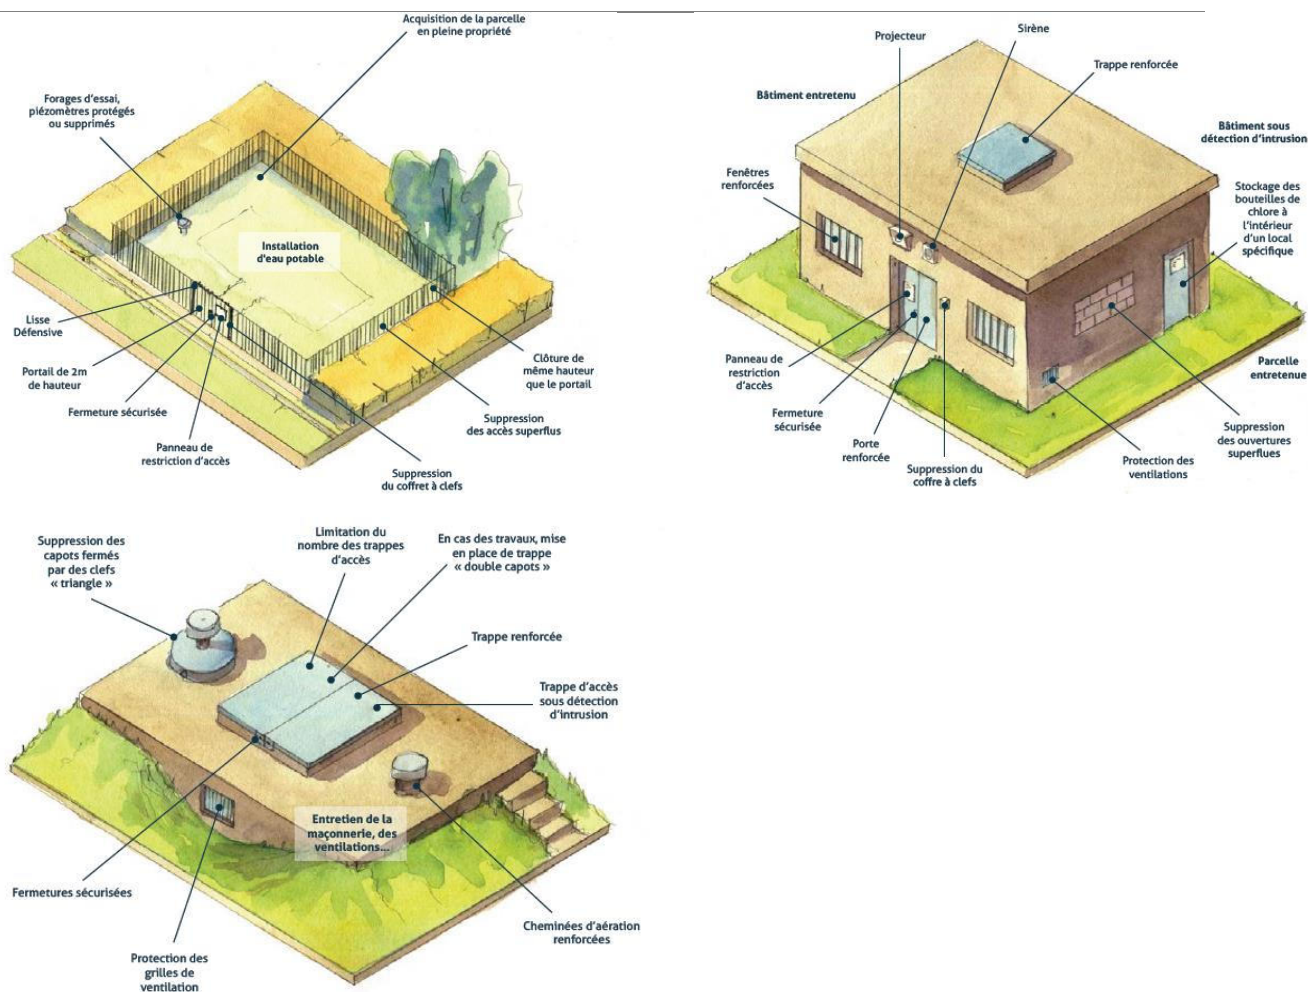 Acquisition de la parcelle
en pleine propriété
Forages d'essai,
piézomètres protégés
ou supprimés
Installation
d'eau potable
Lisse
Défensive
Portail de 2m
de hauteur
Fermeture sécurisée
Panneau de
restriction d'accès
Clôture de
même hauteur
que le portail
Suppression
des accès superflus
Suppression
du coffret à clefs
Projecteur
Sirène
Trappe renforcée
Bâtiment entretenu
Bâtiment sous
détection d'intrusion
Fenêtres
renforcées
Stockage des
bouteilles de
chlore à
l'intérieur
d'un local
spécifique
Panneau de
restriction
d'accès
Fermeture
sécurisée
Porte
renforcée
Suppression du
coffre à clefs
Protection des
ventilations
Suppression
des ouvertures
superflues
Parcelle
entretenue
Suppression des
capots fermés
par des clefs
« triangle »
Limitation du
nombre des trappes
d'accès
En cas des travaux, mise
en place de trappe
« double capots »
Trappe renforcée
Trappe d'accès
sous détection
d'intrusion
Entretien de la
maçonnerie, des
ventilations...
Fermetures sécurisées
Protection des
grilles de
ventilation
Cheminées d'aération
renforcées